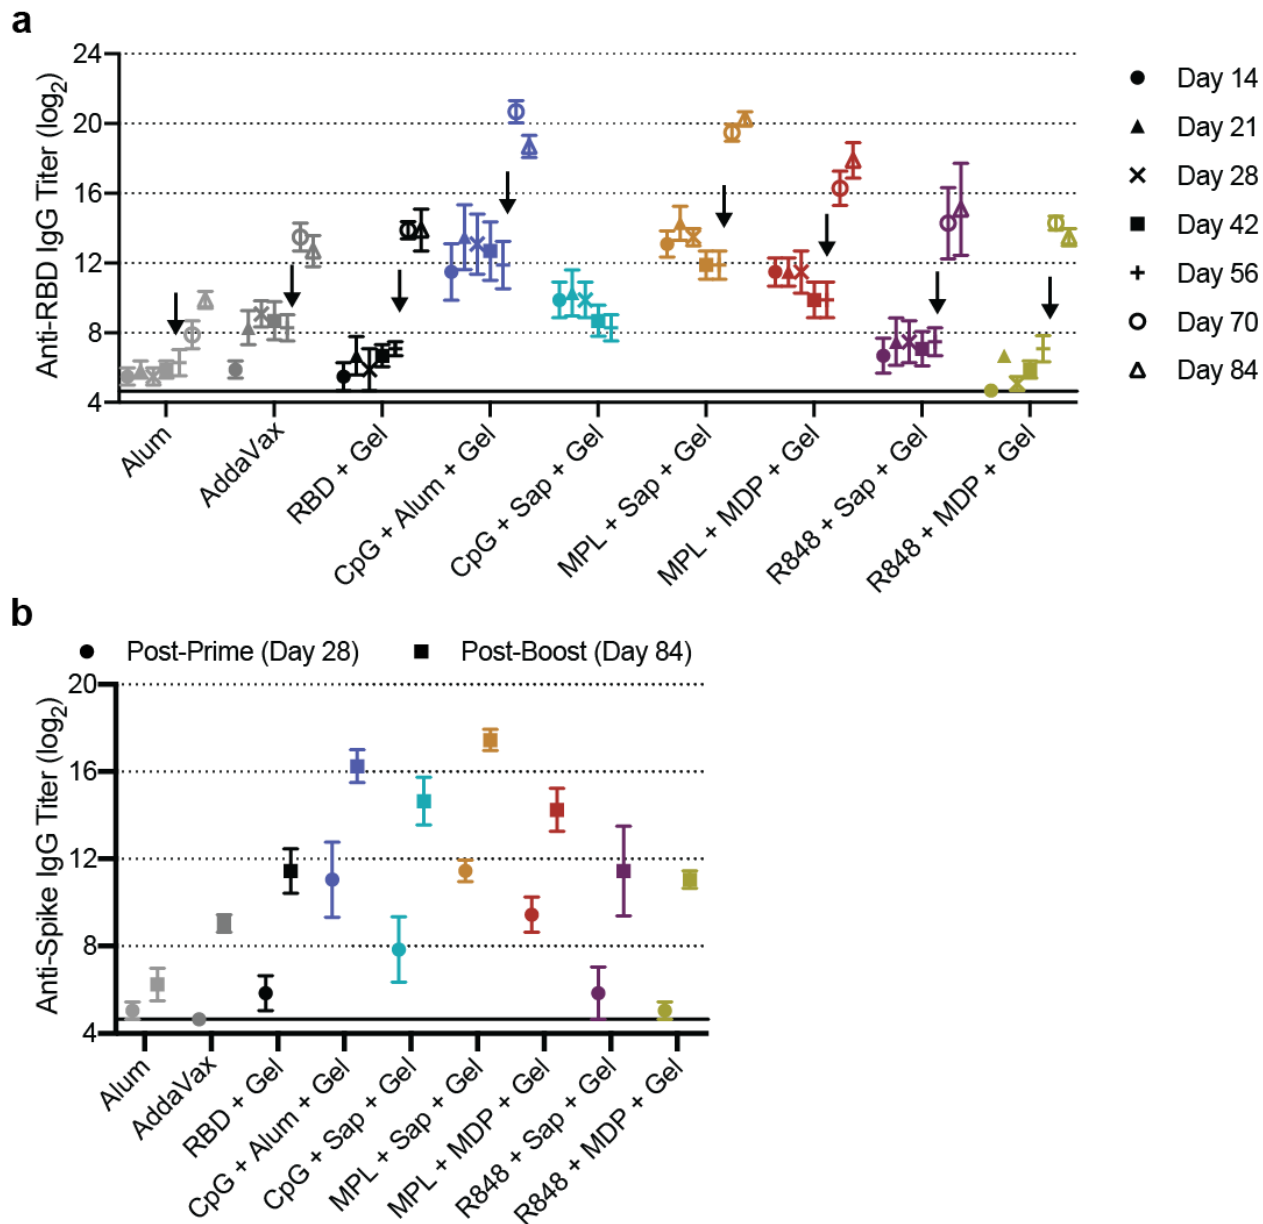 a
Anti-RBD IgG Titer (log2)
24
20
16
12
8
4
Alum
AddaVax
RBD + Gel
CpG + Alum + Gel
CpG + Sap + Gel
MPL + Sap + Gel
MPL + MDP + Gel
R848 + Sap + Gel
R848 + MDP + Gel
Day 14
Day 21
Day 28
Day 42
Day 56
Day 70
Day 84
b
Post-Prime (Day 28)
Post-Boost (Day 84)
Anti-Spike IgG Titer (log2)
20
16
12
8
4
Alum
AddaVax
RBD + Gel
CpG + Alum + Gel
CpG + Sap + Gel
MPL + Sap + Gel
MPL + MDP + Gel
R848 + Sap + Gel
R848 + MDP + Gel